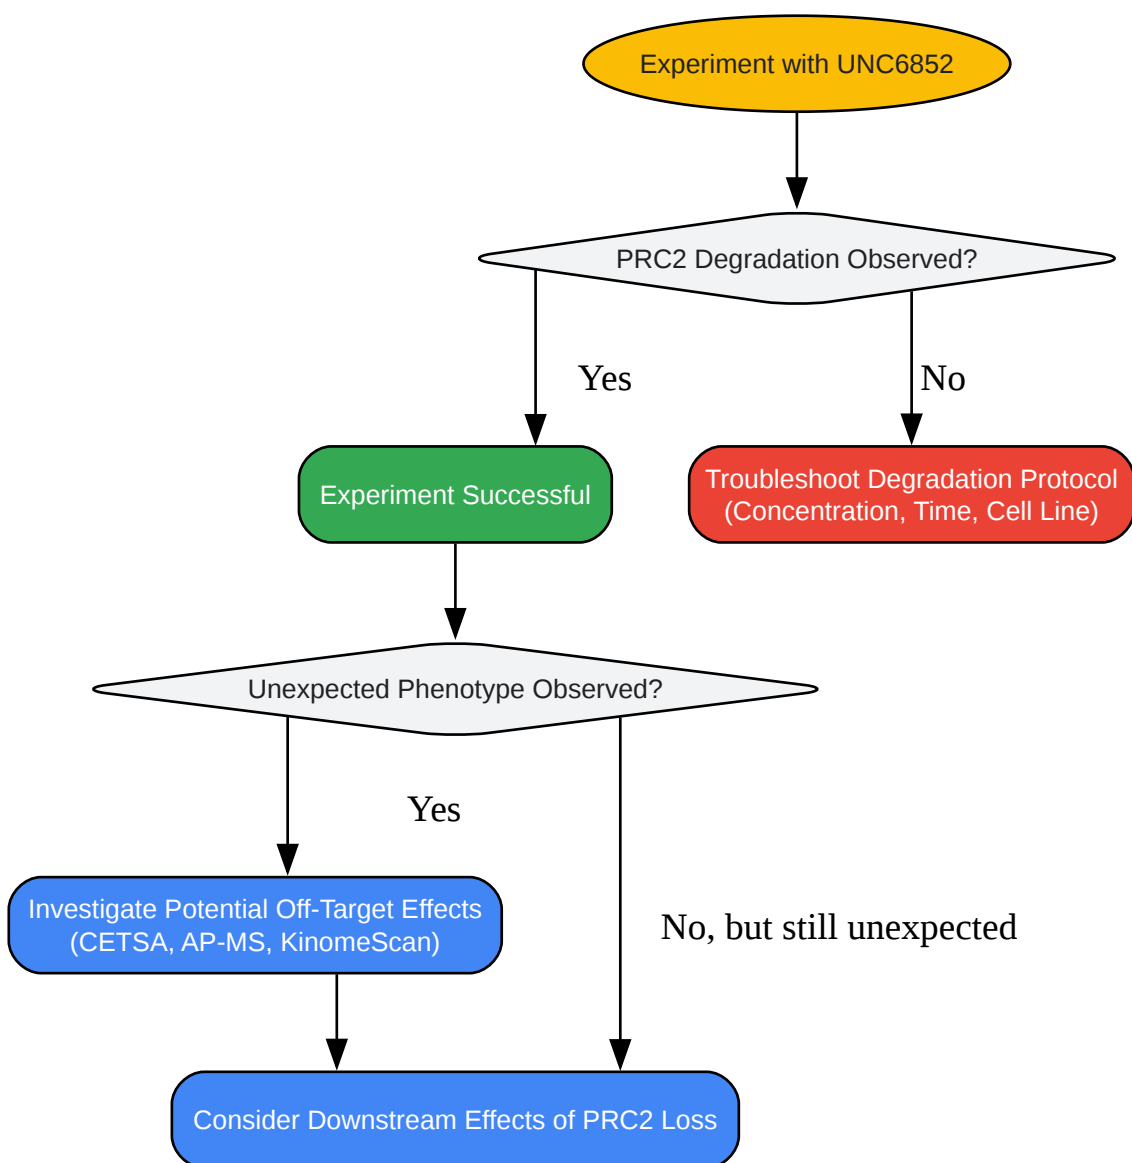 Experiment with UNC6852
PRC2 Degradation Observed?
Yes
No
Experiment Successful
Troubleshoot Degradation Protocol
(Concentration, Time, Cell Line)
Unexpected Phenotype Observed?
Yes
Investigate Potential Off-Target Effects
(CETSA, AP-MS, KinomeScan)
No, but still unexpected
Consider Downstream Effects of PRC2 Loss